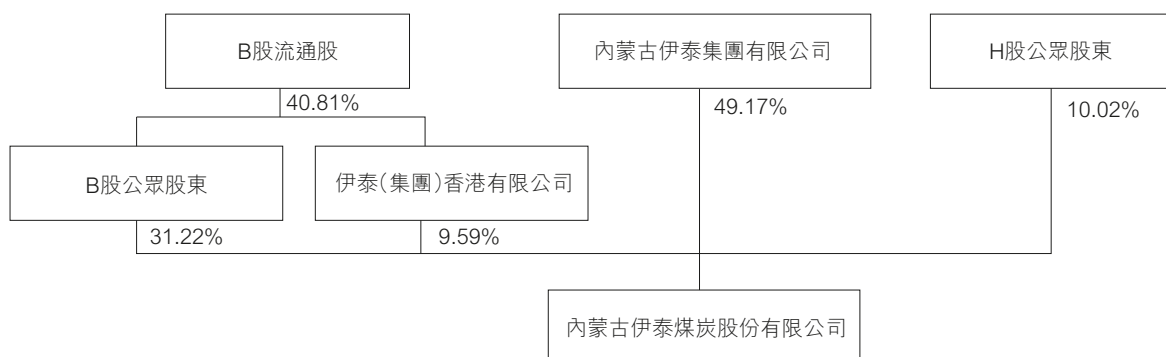 B股流通股
內蒙古伊泰集團有限公司
H股公眾股東
40.81%
49.17%
10.02%
B股公眾股東
伊泰(集團)香港有限公司
31.22%
9.59%
內蒙古伊泰煤炭股份有限公司